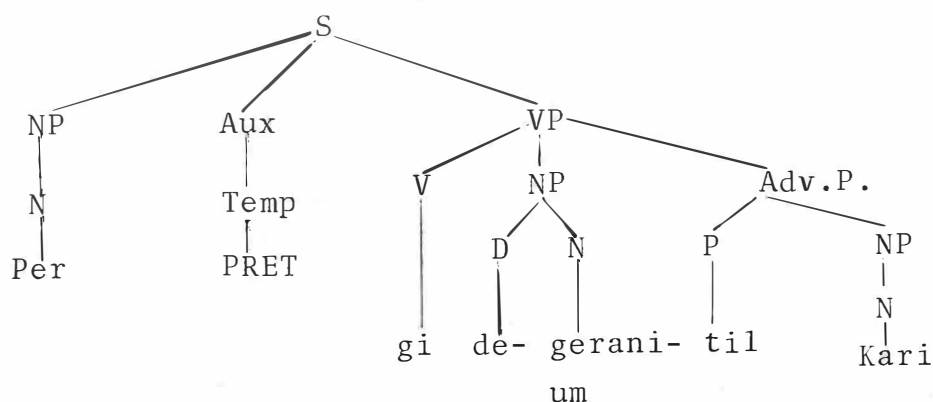 S
NP Aux VP
V NP Adv.P.
N Temp
D N P NP
Per PRET
N
gi de- gerani- til
Kari
um